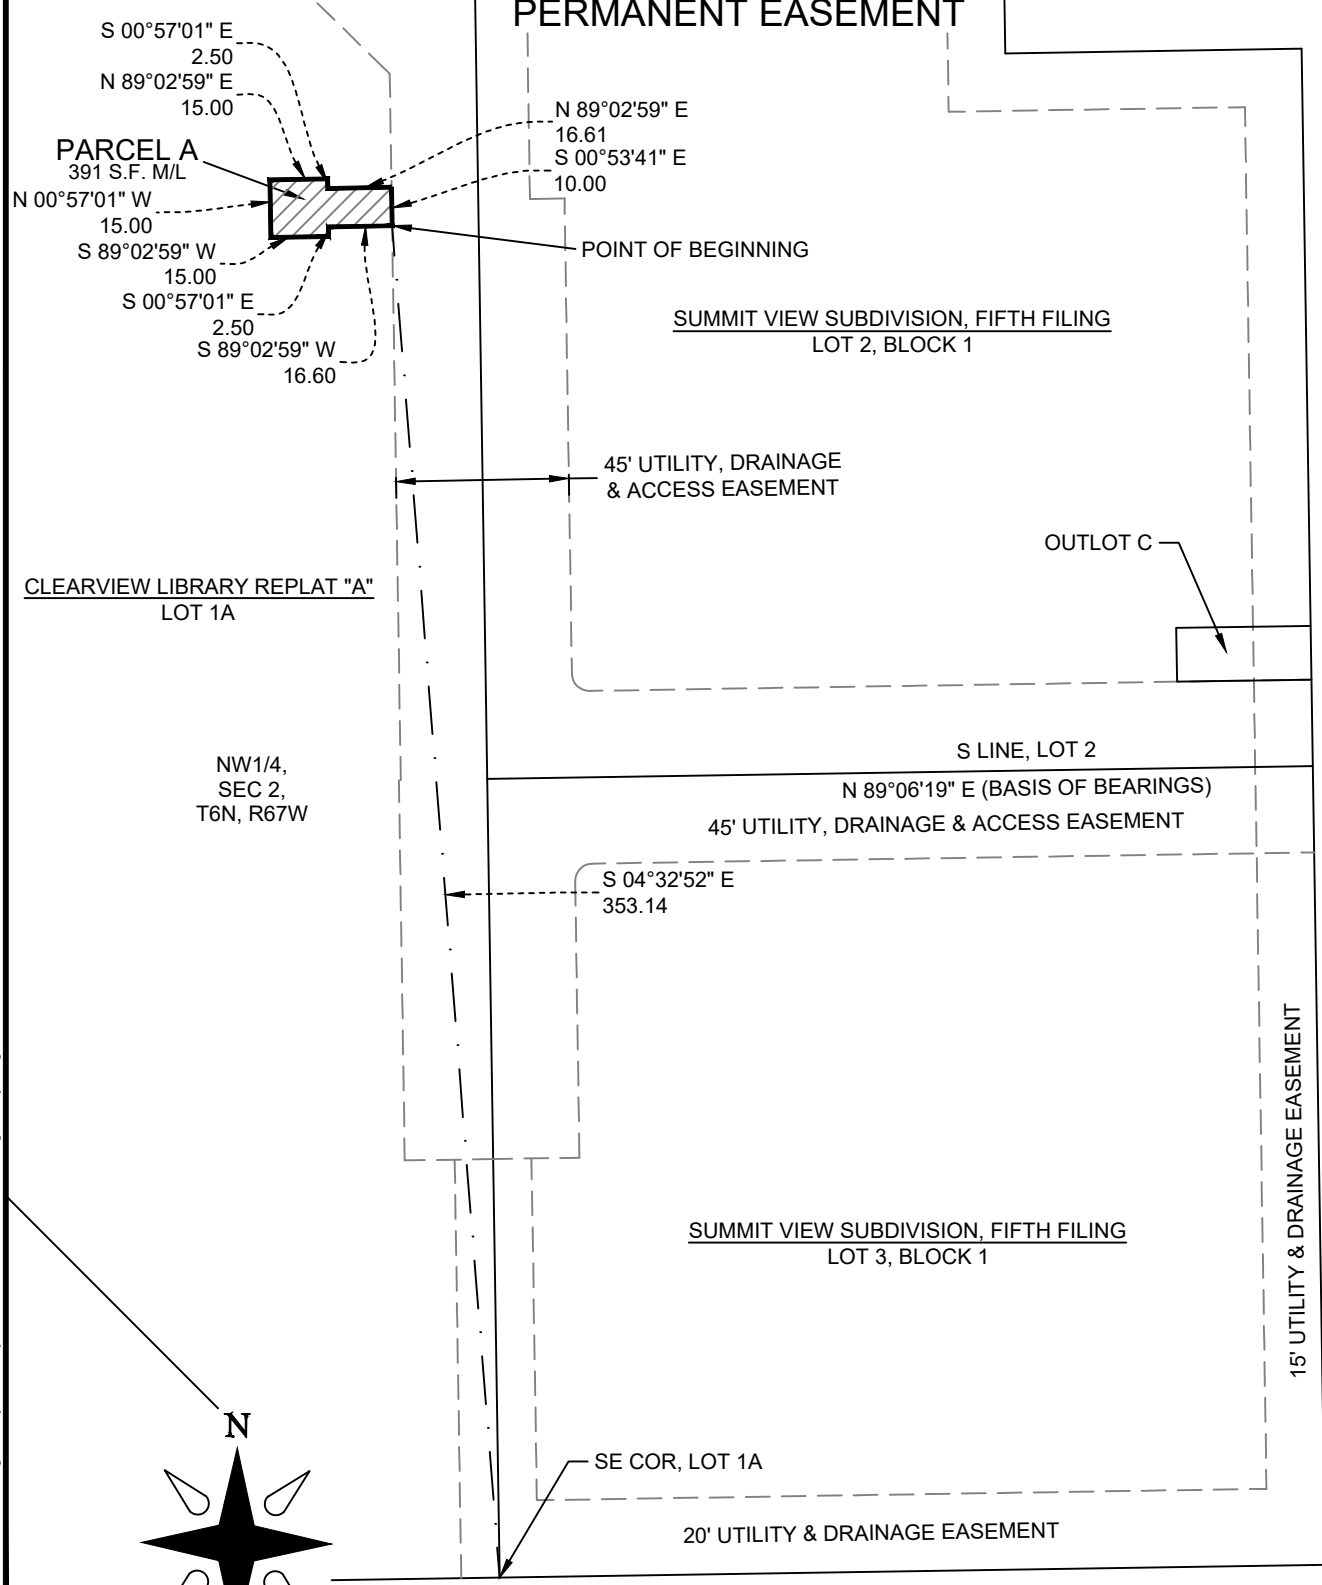 PERMANENT EASEMENT
S 00°57'01" E
2.50
N 89°02'59" E
15.00
PARCEL A
391 S.F. M/L
N 00°57'01" W
15.00
S 89°02'59" W
15.00
S 00°57'01" E
2.50
S 89°02'59" W
16.60
N 89°02'59" E
16.61
S 00°53'41" E
10.00
POINT OF BEGINNING
SUMMIT VIEW SUBDIVISION, FIFTH FILING
LOT 2, BLOCK 1
45' UTILITY, DRAINAGE
& ACCESS EASEMENT
OUTLOT C
CLEARVIEW LIBRARY REPLAT "A"
LOT 1A
NW1/4,
SEC 2,
T6N, R67W
S LINE, LOT 2
N 89°06'19" E (BASIS OF BEARINGS)
45' UTILITY, DRAINAGE & ACCESS EASEMENT
S 04°32'52" E
353.14
15' UTILITY & DRAINAGE EASEMENT
SUMMIT VIEW SUBDIVISION, FIFTH FILING
LOT 3, BLOCK 1
N
SE COR, LOT 1A
20' UTILITY & DRAINAGE EASEMENT